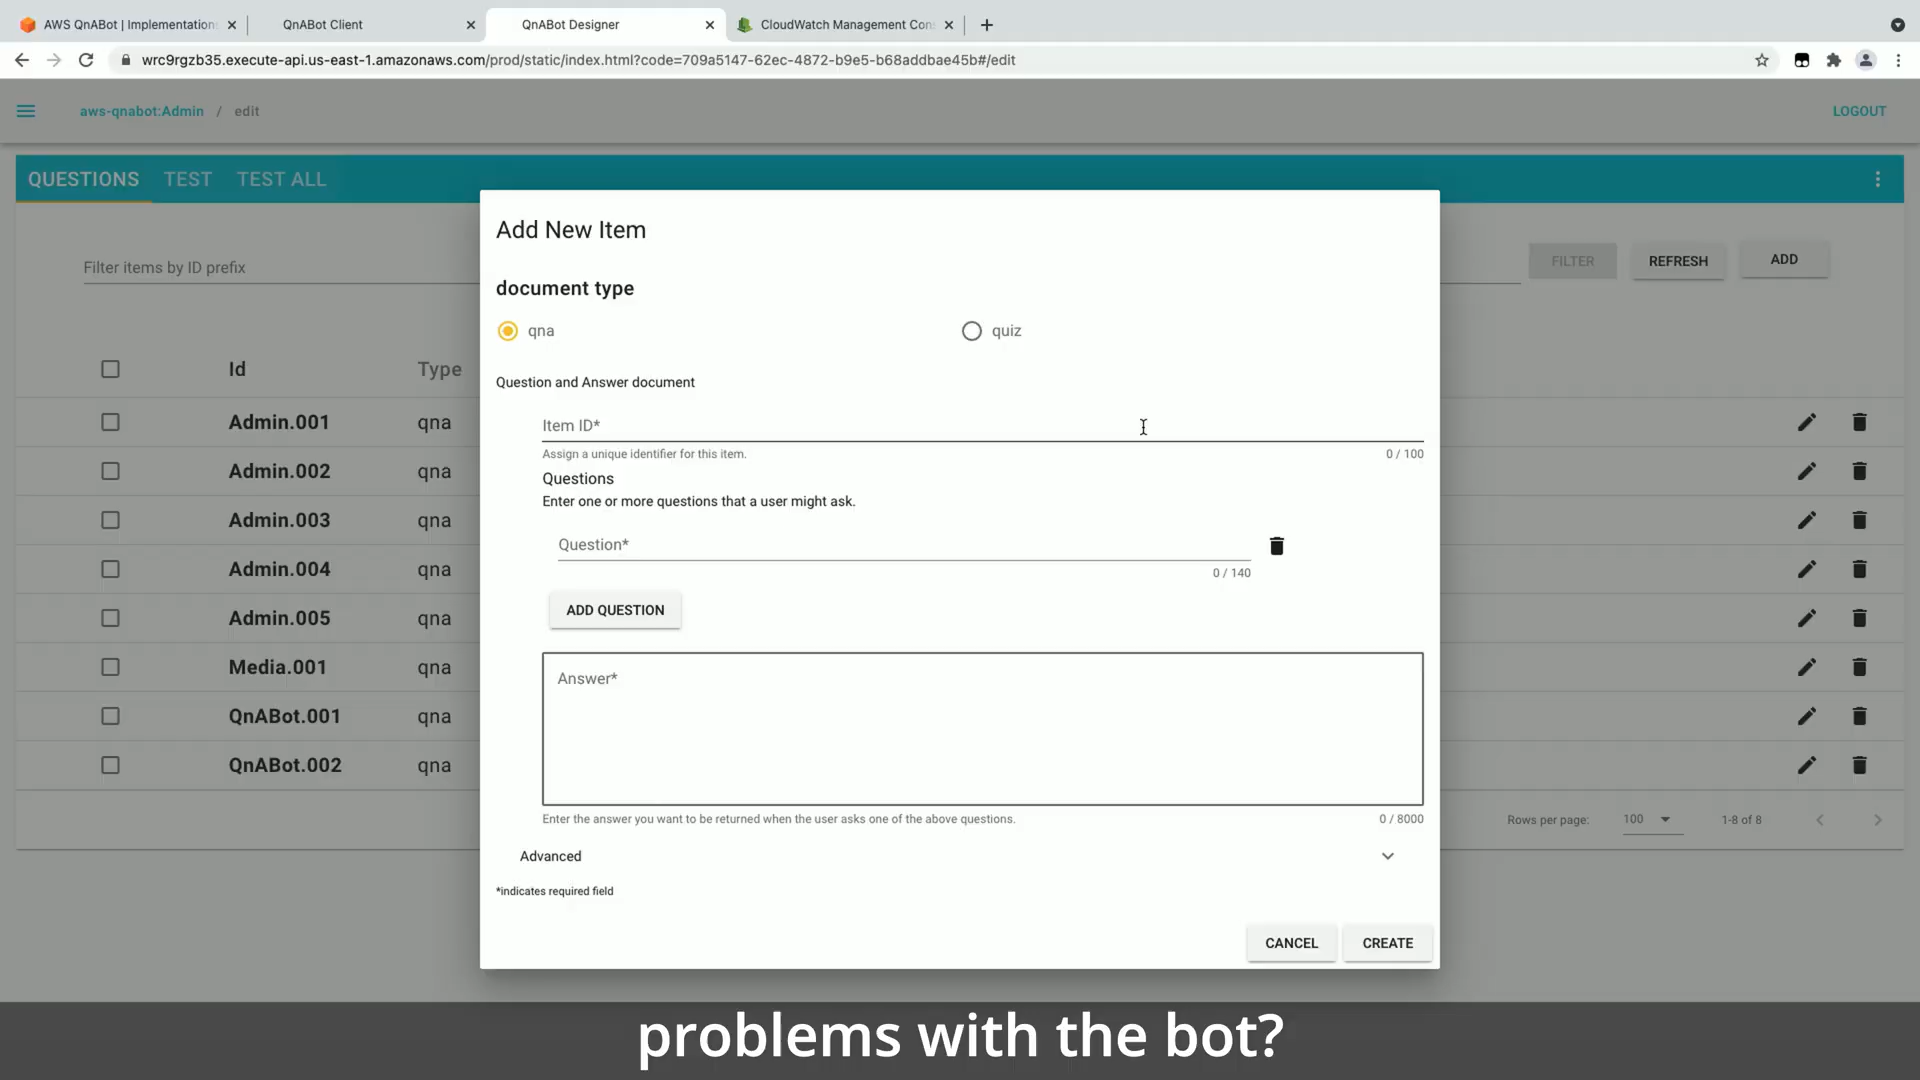 AWS QnABot | Implementation
QnABot Client
QnABot Designer
CloudWatch Management Con
wrc9rgzb35.execute-api.us-east-1.amazonaws.com/prod/static/index.html?code=709a5147-62ec-4872-b9e5-b68addbae45b#/edit
aws-qnabot:Admin / edit
LOGOUT
QUESTIONS TEST TEST ALL
Filter items by ID prefix
FILTER REFRESH ADD
Id Type
Admin.001 qna
Admin.002 qna
Admin.003 qna
Admin.004 qna
Admin.005 qna
Media.001 qna
QnABot.001 qna
QnABot.002 qna
Rows per page: 100 1-8 of 8
Add New Item
document type
qna quiz
Question and Answer document
Item ID*
Assign a unique identifier for this item. 0 / 100
Questions
Enter one or more questions that a user might ask.
Question*
0 / 140
ADD QUESTION
Answer*
Enter the answer you want to be returned when the user asks one of the above questions. 0 / 8000
Advanced
*indicates required field
CANCEL CREATE
problems with the bot?